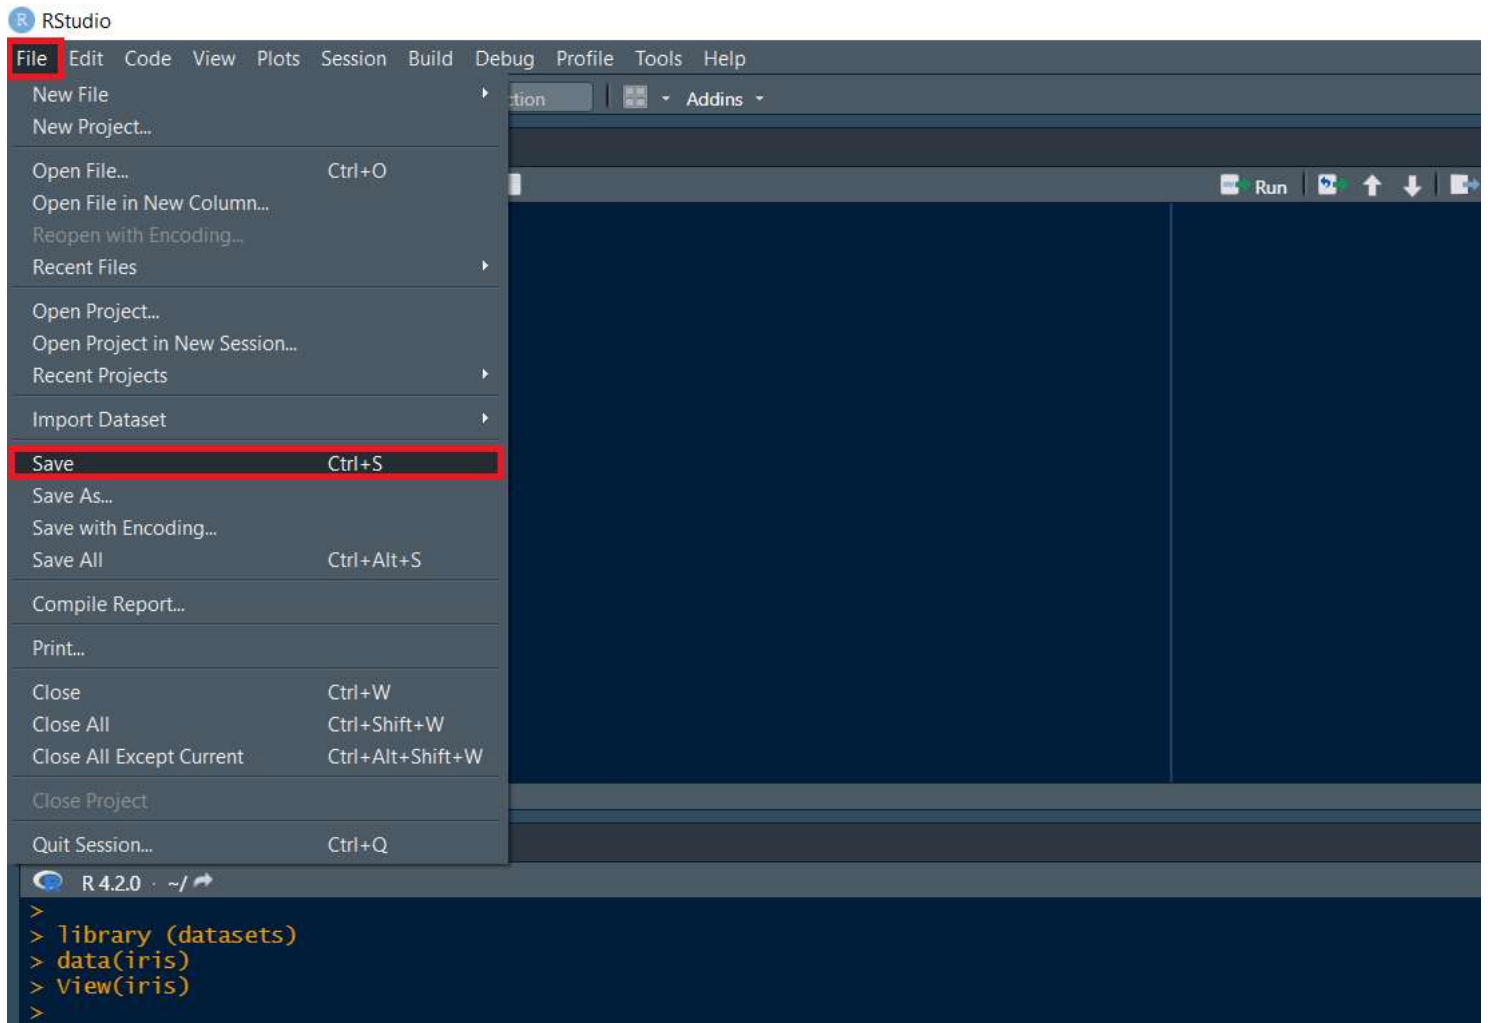 RStudio
File Edit Code View Plots Session Build Debug Profile Tools Help
New File
Addins
New Project...
Open File... Ctrl+O
Run
Open File in New Column...
Reopen with Encoding...
Recent Files
Open Project...
Open Project in New Session...
Recent Projects
Import Dataset
Save Ctrl+S
Save As...
Save with Encoding...
Save All Ctrl+Alt+S
Compile Report...
Print...
Close Ctrl+W
Close All Ctrl+Shift+W
Close All Except Current Ctrl+Alt+Shift+W
Close Project
Quit Session... Ctrl+Q
R 4.2.0 · ~/
>
> library (datasets)
> data(iris)
> View(iris)
>